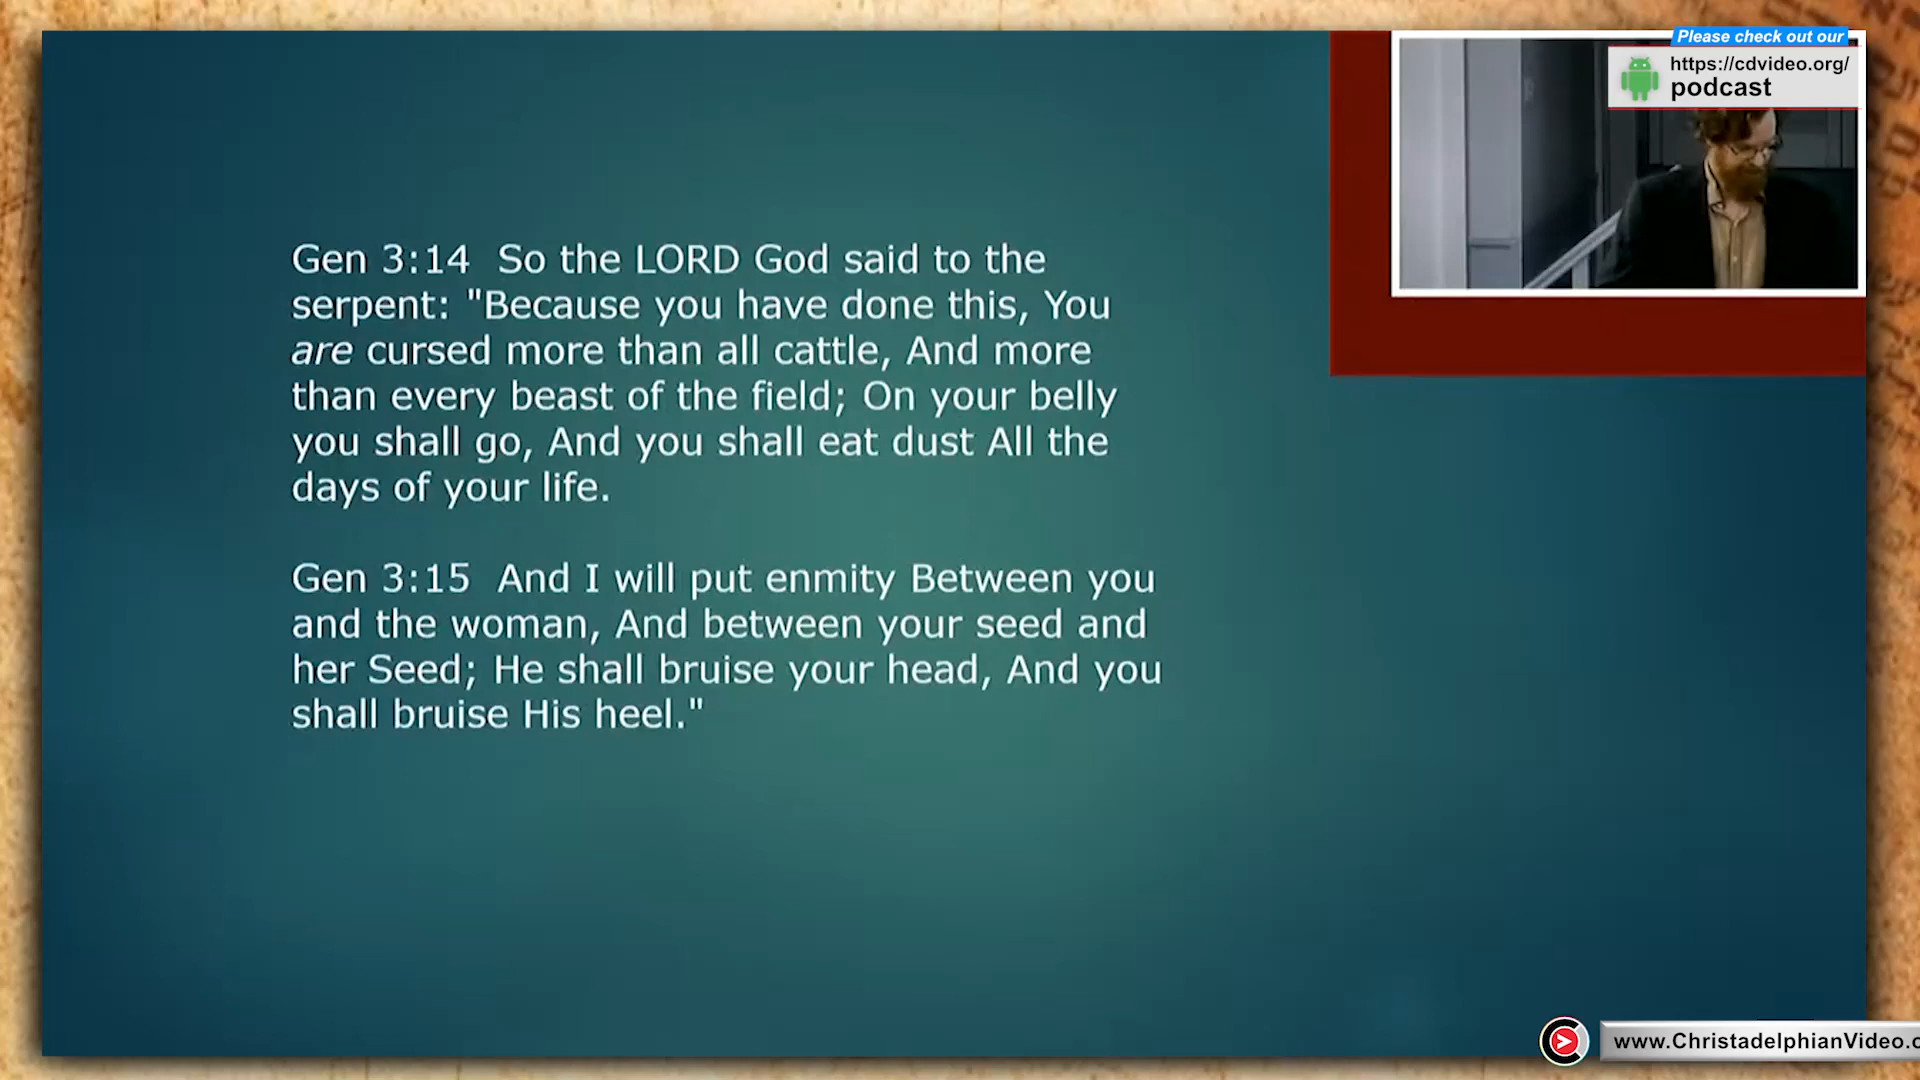 Please check out our
https://cdvideo.org/
podcast
Gen 3:14  So the LORD God said to the
serpent: "Because you have done this, You
are cursed more than all cattle, And more
than every beast of the field; On your belly
you shall go, And you shall eat dust All the
days of your life.
Gen 3:15  And I will put enmity Between you
and the woman, And between your seed and
her Seed; He shall bruise your head, And you
shall bruise His heel."
www.ChristadelphianVideo.o